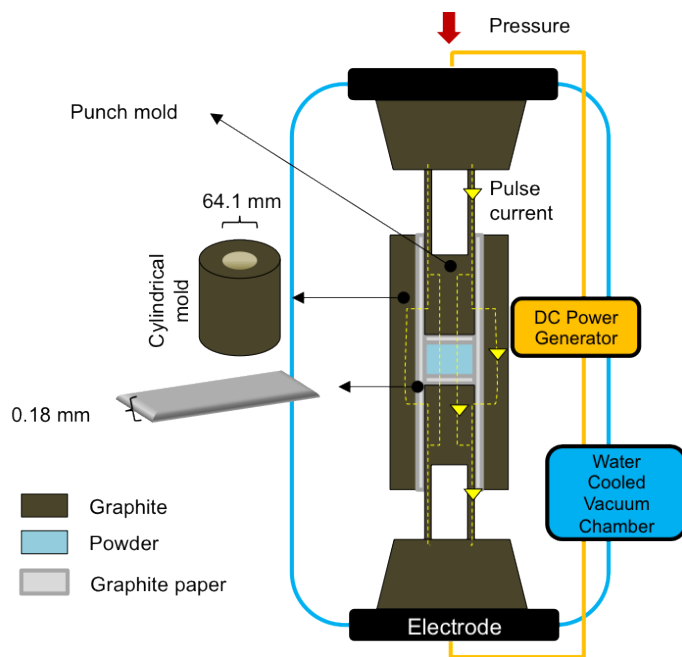 Pressure
Punch mold
Pulse
current
64.1 mm
Cylindrical
mold
DC Power
Generator
0.18 mm
Water
Cooled
Vacuum
Chamber
Graphite
Powder
Graphite paper
Electrode